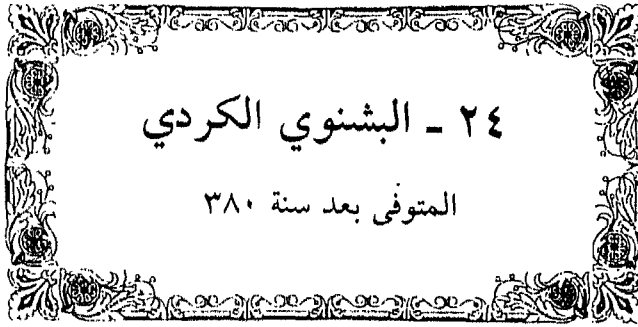 ٢٤ - البشنوي الكردي
المتوفى بعد سنة ٣٨٠